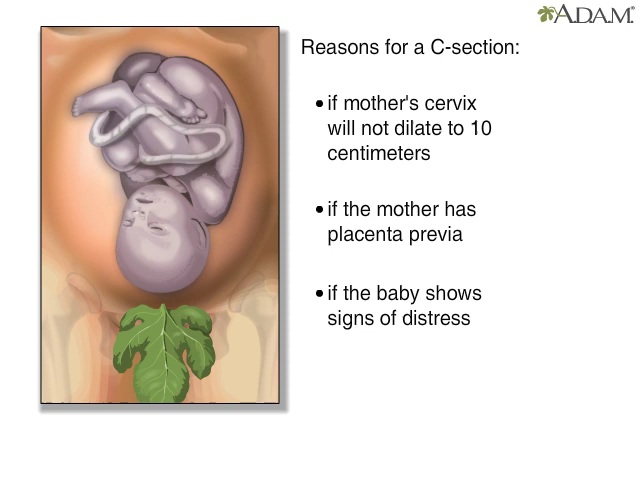 A.D.A.M.
Reasons for a C-section:
• if mother's cervix
will not dilate to 10
centimeters
• if the mother has
placenta previa
• if the baby shows
signs of distress